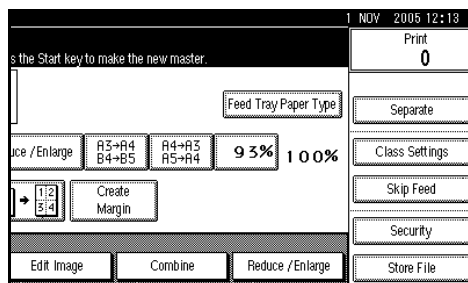 1 NOV 2005 12:13
Print
0
s the Start key to make the new master.
Feed Tray Paper Type
Separate
uce / Enlarge
A3→A4
B4→B5
A4→A3
A5→A4
93%
100%
Class Settings
Skip Feed
→ 1 2
3 4
Create
Margin
Security
Edit Image
Combine
Reduce / Enlarge
Store File